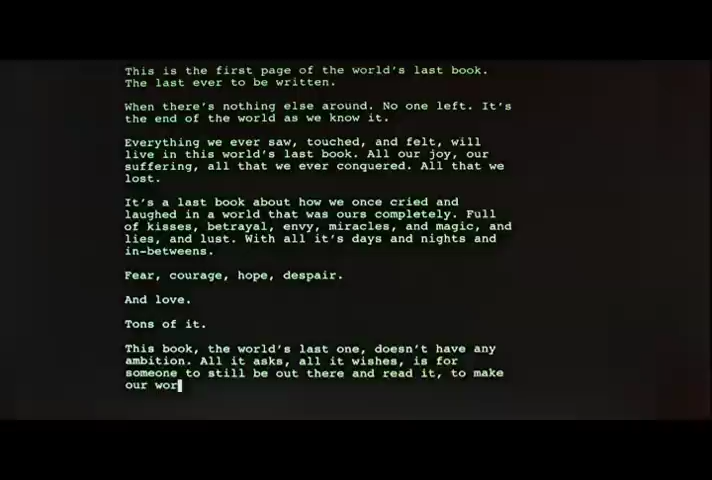 This is the first page of the world's last book.
The last ever to be written.
When there's nothing else around. No one left. It's
the end of the world as we know it.
Everything we ever saw, touched, and felt, will
live in this world's last book. All our joy, our
suffering, all that we ever conquered. All that we
lost.
It's a last book about how we once cried and
laughed in a world that was ours completely. Full
of kisses, betrayal, envy, miracles, and magic, and
lies, and lust. With all it's days and nights and
in-betweens.
Fear, courage, hope, despair.
And love.
Tons of it.
This book, the world's last one, doesn't have any
ambition. All it asks, all it wishes, is for
someone to still be out there and read it, to make
our wor